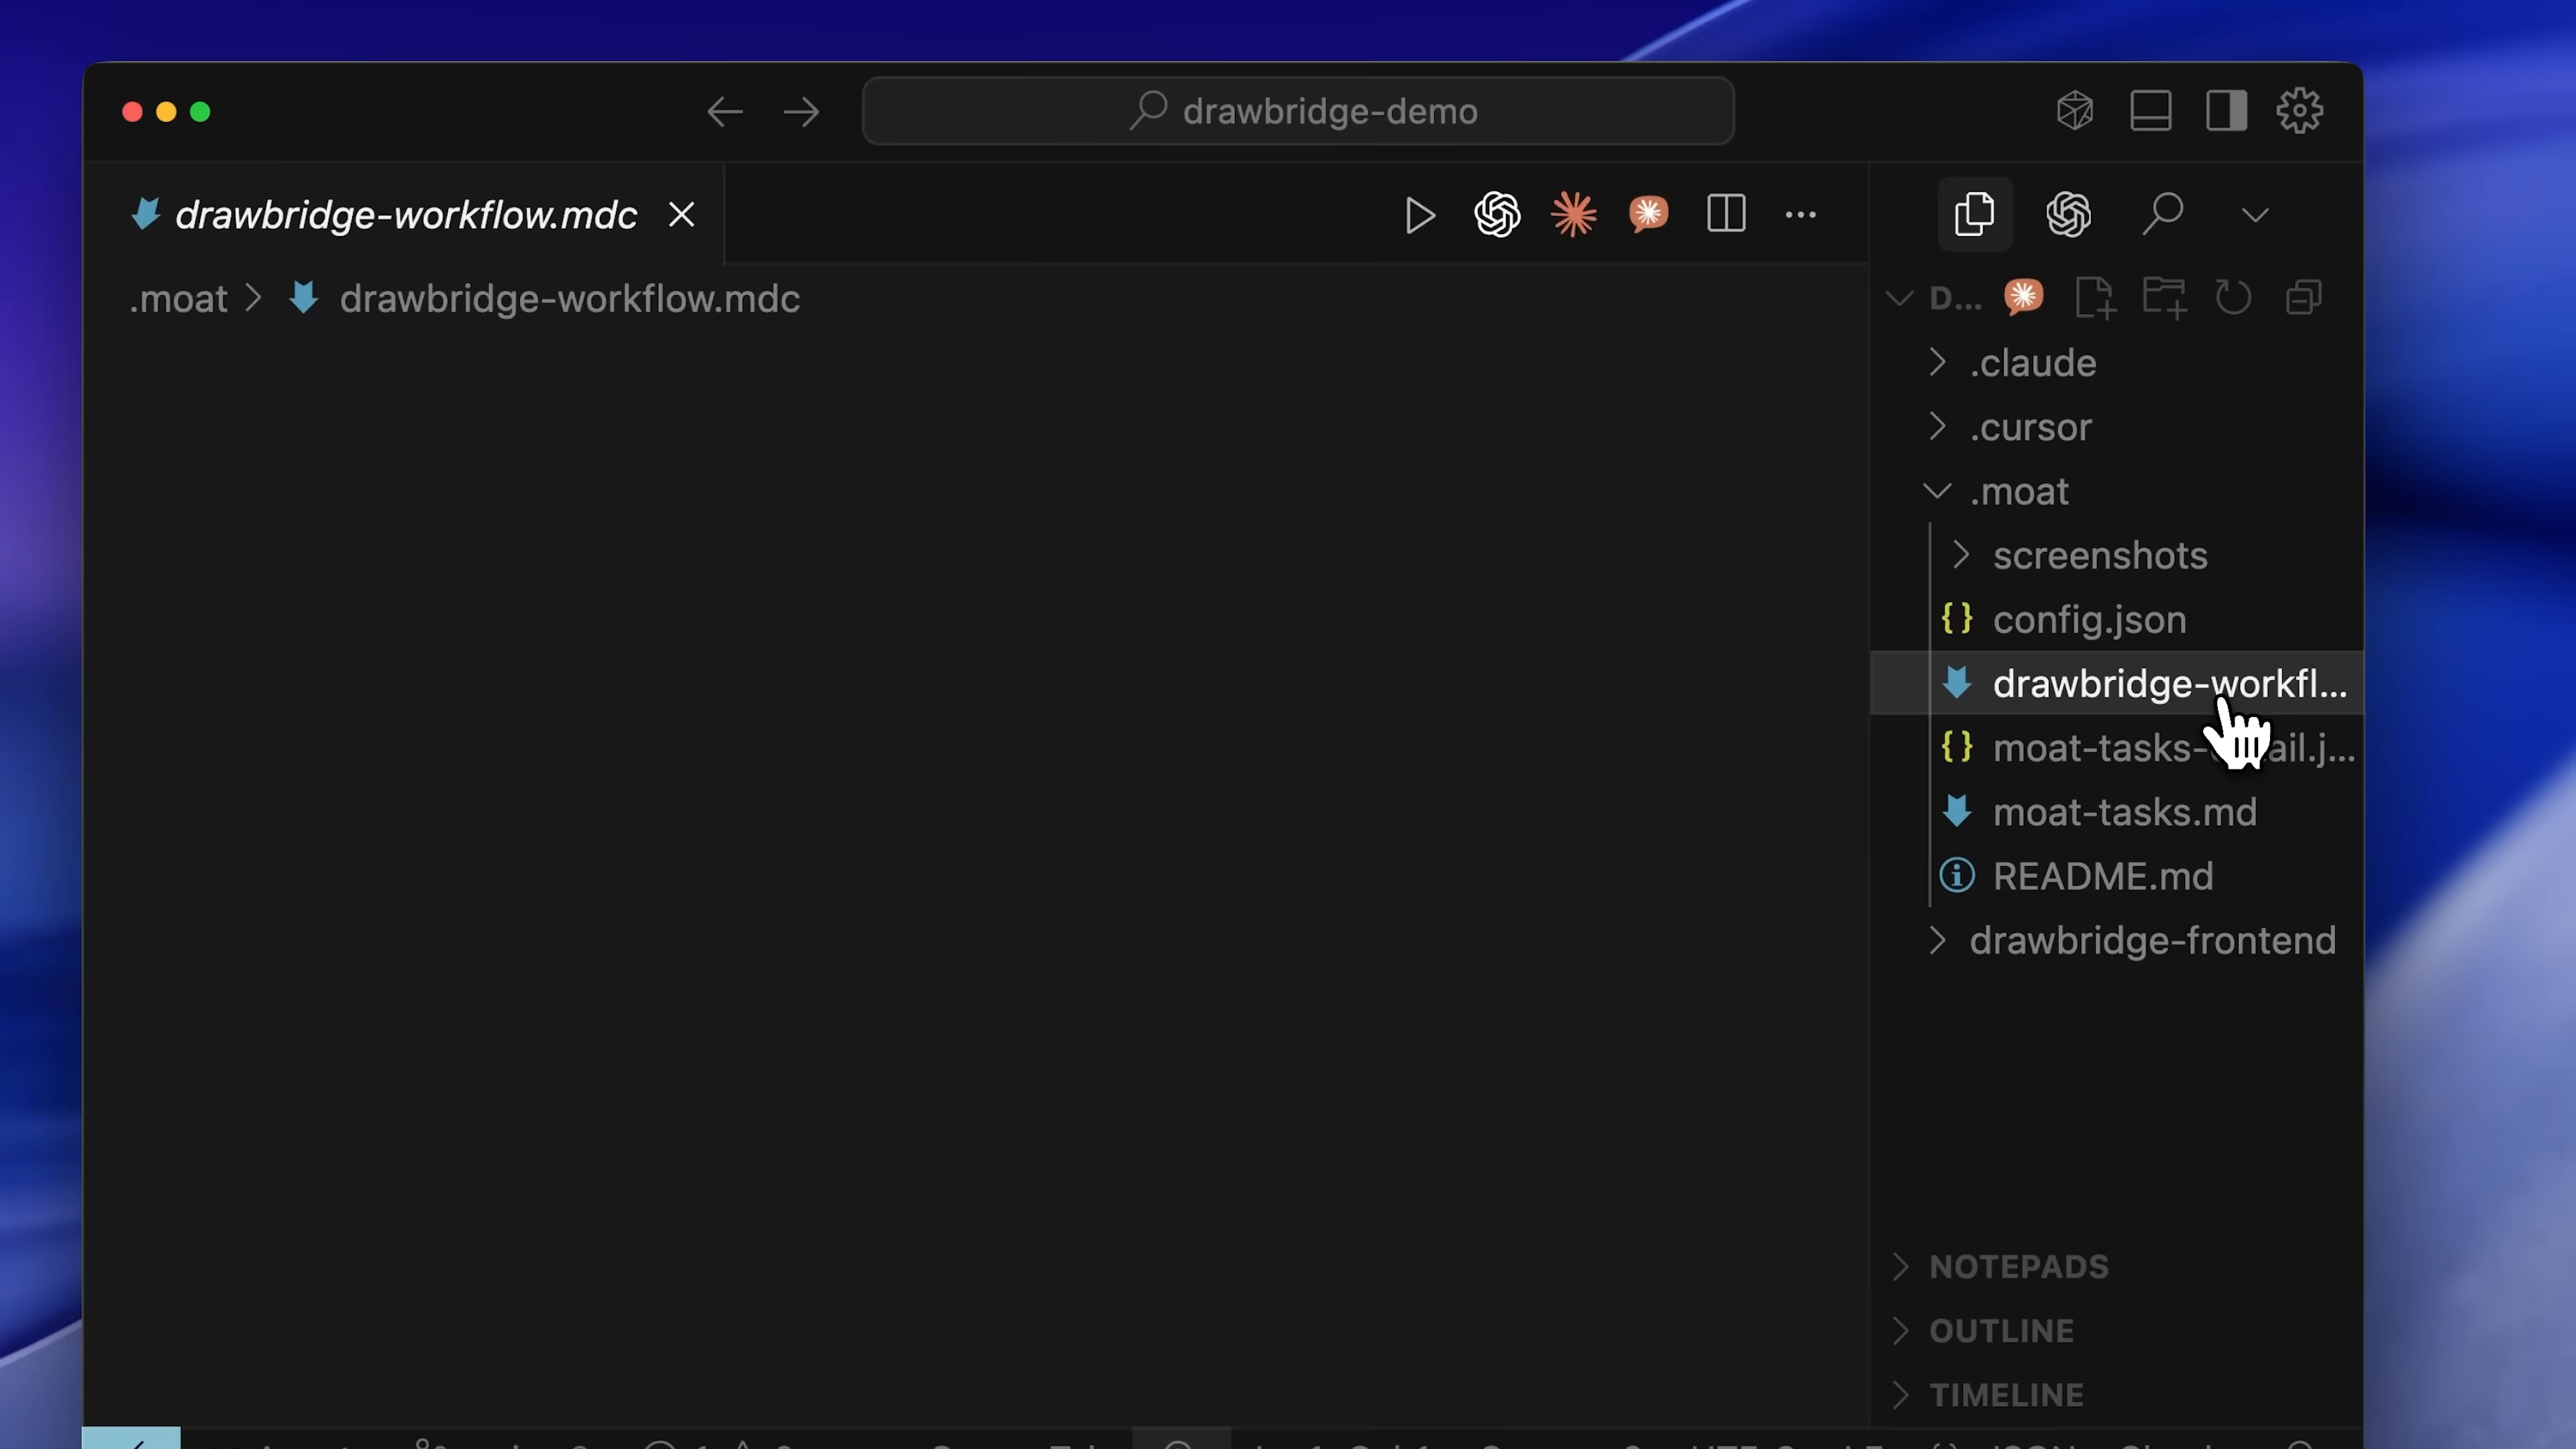 drawbridge-demo
drawbridge-workflow.mdc
.moat > drawbridge-workflow.mdc
D...
.claude
.cursor
.moat
screenshots
config.json
drawbridge-workfl...
moat-tasks- ail.j...
moat-tasks.md
README.md
drawbridge-frontend
NOTEPADS
OUTLINE
TIMELINE